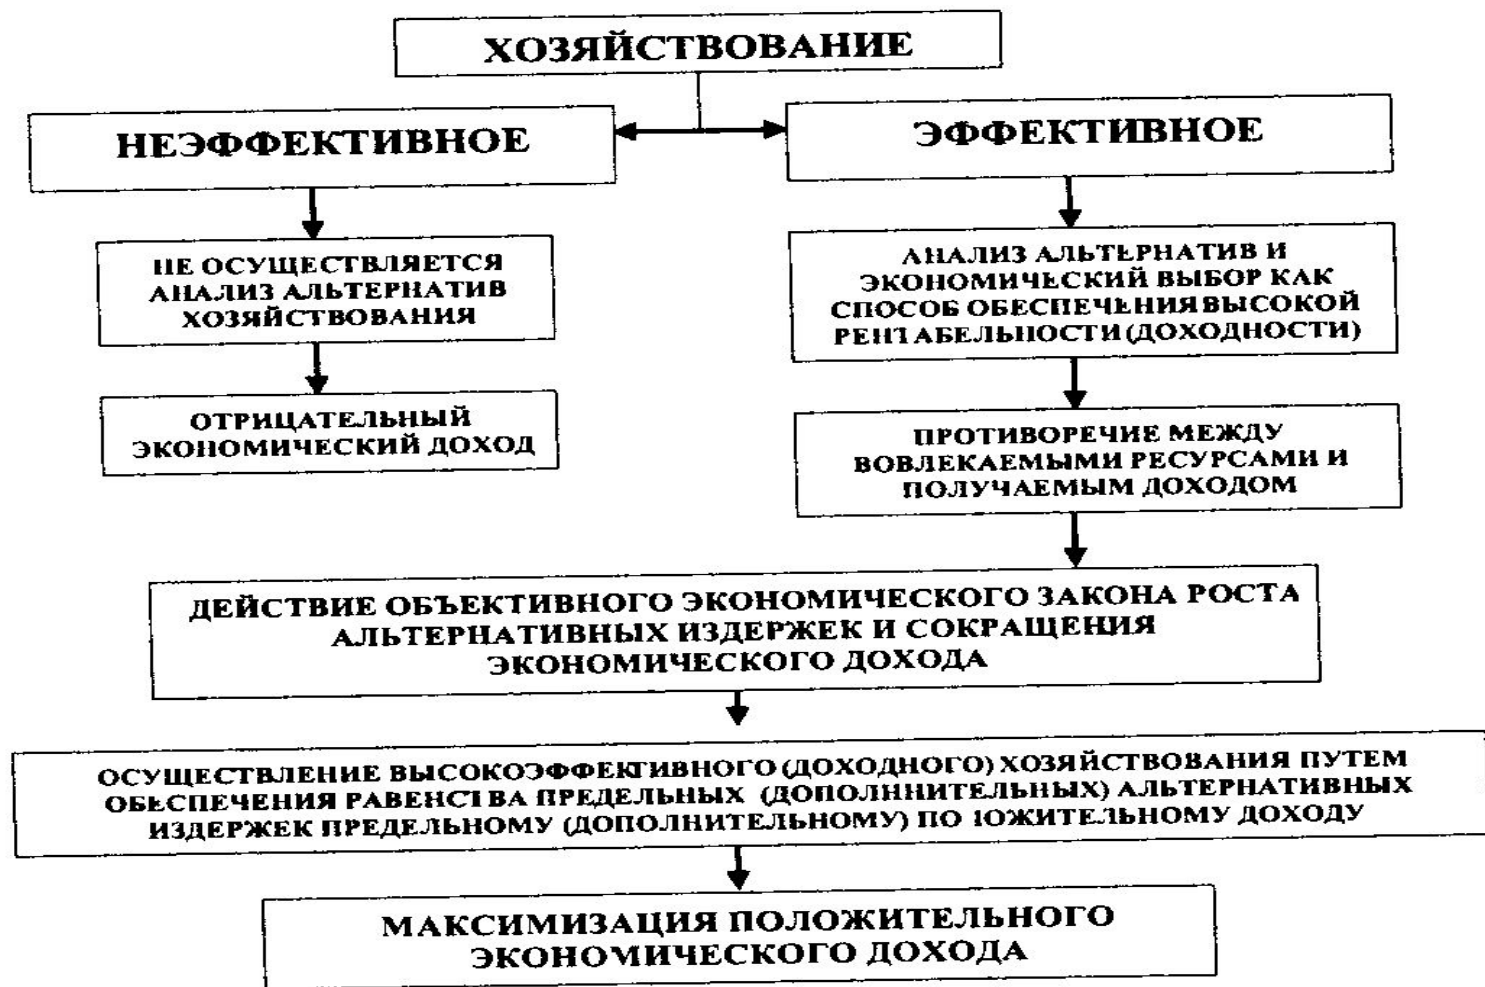 ХОЗЯЙСТВОВАНИЕ
НЕЭФФЕКТИВНОЕ
ЭФФЕКТИВНОЕ
НЕ ОСУЩЕСТВЛЯЕТСЯ
АНАЛИЗ АЛЬТЕРНАТИВ
ХОЗЯЙСТВОВАНИЯ
ОТРИЦАТЕЛЬНЫЙ
ЭКОНОМИЧЕСКИЙ ДОХОД
АНАЛИЗ АЛЬТЕРНАТИВ И
ЭКОНОМИЧЕСКИЙ ВЫБОР КАК
СПОСОБ ОБЕСПЕЧЕНИЯ ВЫСОКОЙ
РЕНТАБЕЛЬНОСТИ (ДОХОДНОСТИ)
ПРОТИВОРЕЧИЕ МЕЖДУ
ВОВЛЕКАЕМЫМИ РЕСУРСАМИ И
ПОЛУЧАЕМЫМ ДОХОДОМ
ДЕЙСТВИЕ ОБЪЕКТИВНОГО ЭКОНОМИЧЕСКОГО ЗАКОНА РОСТА
АЛЬТЕРНАТИВНЫХ ИЗДЕРЖЕК И СОКРАЩЕНИЯ
ЭКОНОМИЧЕСКОГО ДОХОДА
ОСУЩЕСТВЛЕНИЕ ВЫСОКОЭФФЕКТИВНОГО (ДОХОДНОГО) ХОЗЯЙСТВОВАНИЯ ПУТЕМ
ОБЕСПЕЧЕНИЯ РАВЕНСТВА ПРЕДЕЛЬНЫХ (ДОПОЛНИТЕЛЬНЫХ) АЛЬТЕРНАТИВНЫХ
ИЗДЕРЖЕК ПРЕДЕЛЬНОМУ (ДОПОЛНИТЕЛЬНОМУ) ПОЛОЖИТЕЛЬНОМУ ДОХОДУ
МАКСИМИЗАЦИЯ ПОЛОЖИТЕЛЬНОГО
ЭКОНОМИЧЕСКОГО ДОХОДА